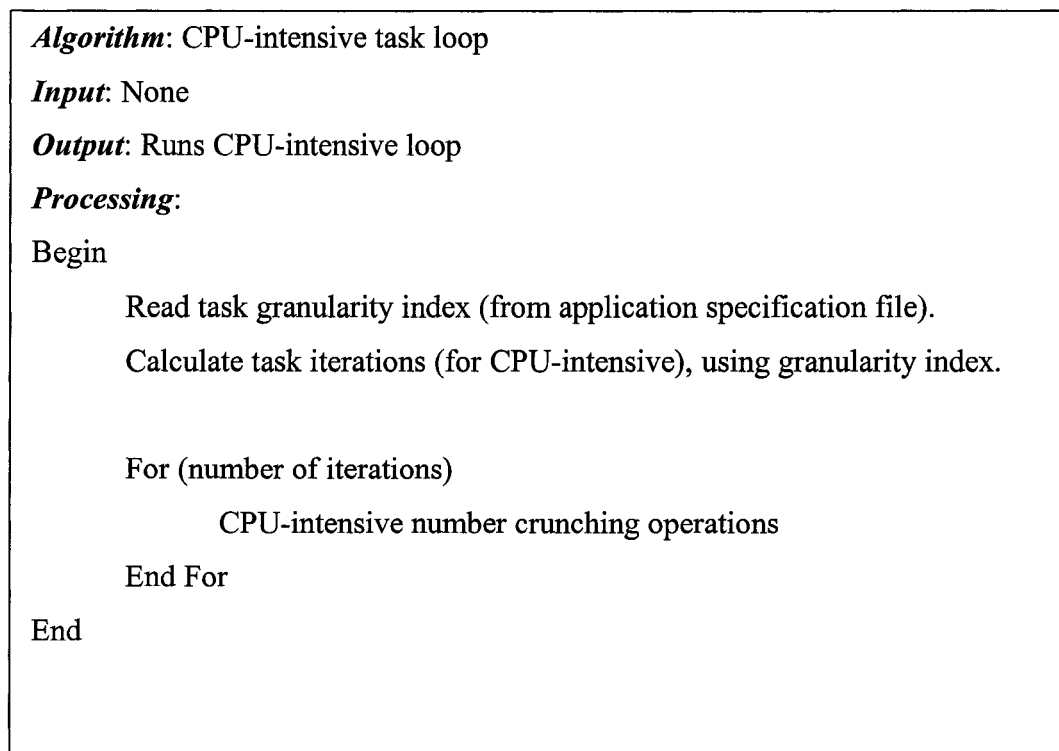 Algorithm: CPU-intensive task loop
Input: None
Output: Runs CPU-intensive loop
Processing:
Begin
Read task granularity index (from application specification file).
Calculate task iterations (for CPU-intensive), using granularity index.
For (number of iterations)
CPU-intensive number crunching operations
End For
End